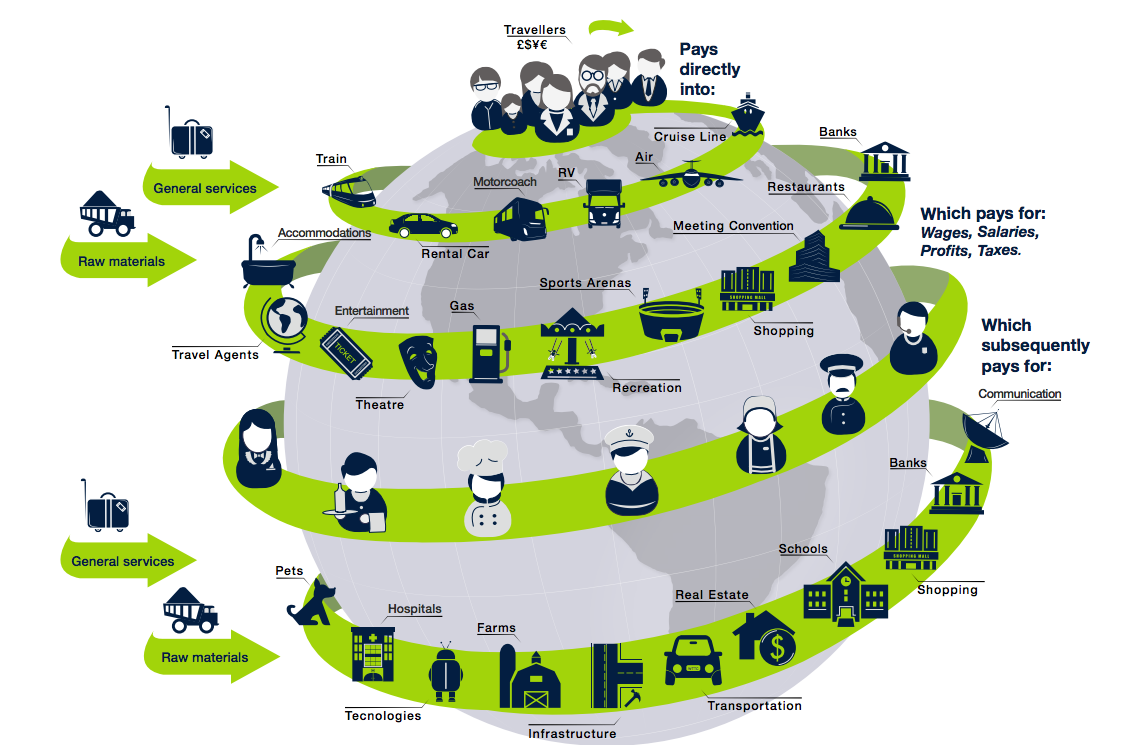 Travellers
£$¥€
Pays
directly
into:
Cruise Line
Banks
Train
Air
RV
Motorcoach
General services
Restaurants
Which pays for:
Wages, Salaries,
Profits, Taxes.
Accommodations
Rental Car
Meeting Convention
Raw materials
Sports Arenas
SHOPPING MALL
Shopping
Entertainment
Gas
Travel Agents
TICKET
Theatre
Recreation
Which
subsequently
pays for:
Communication
Banks
General services
Schools
SHOPPING MALL
Shopping
Pets
Hospitals
Farms
Real Estate
$
Raw materials
Tecnologies
Infrastructure
Transportation